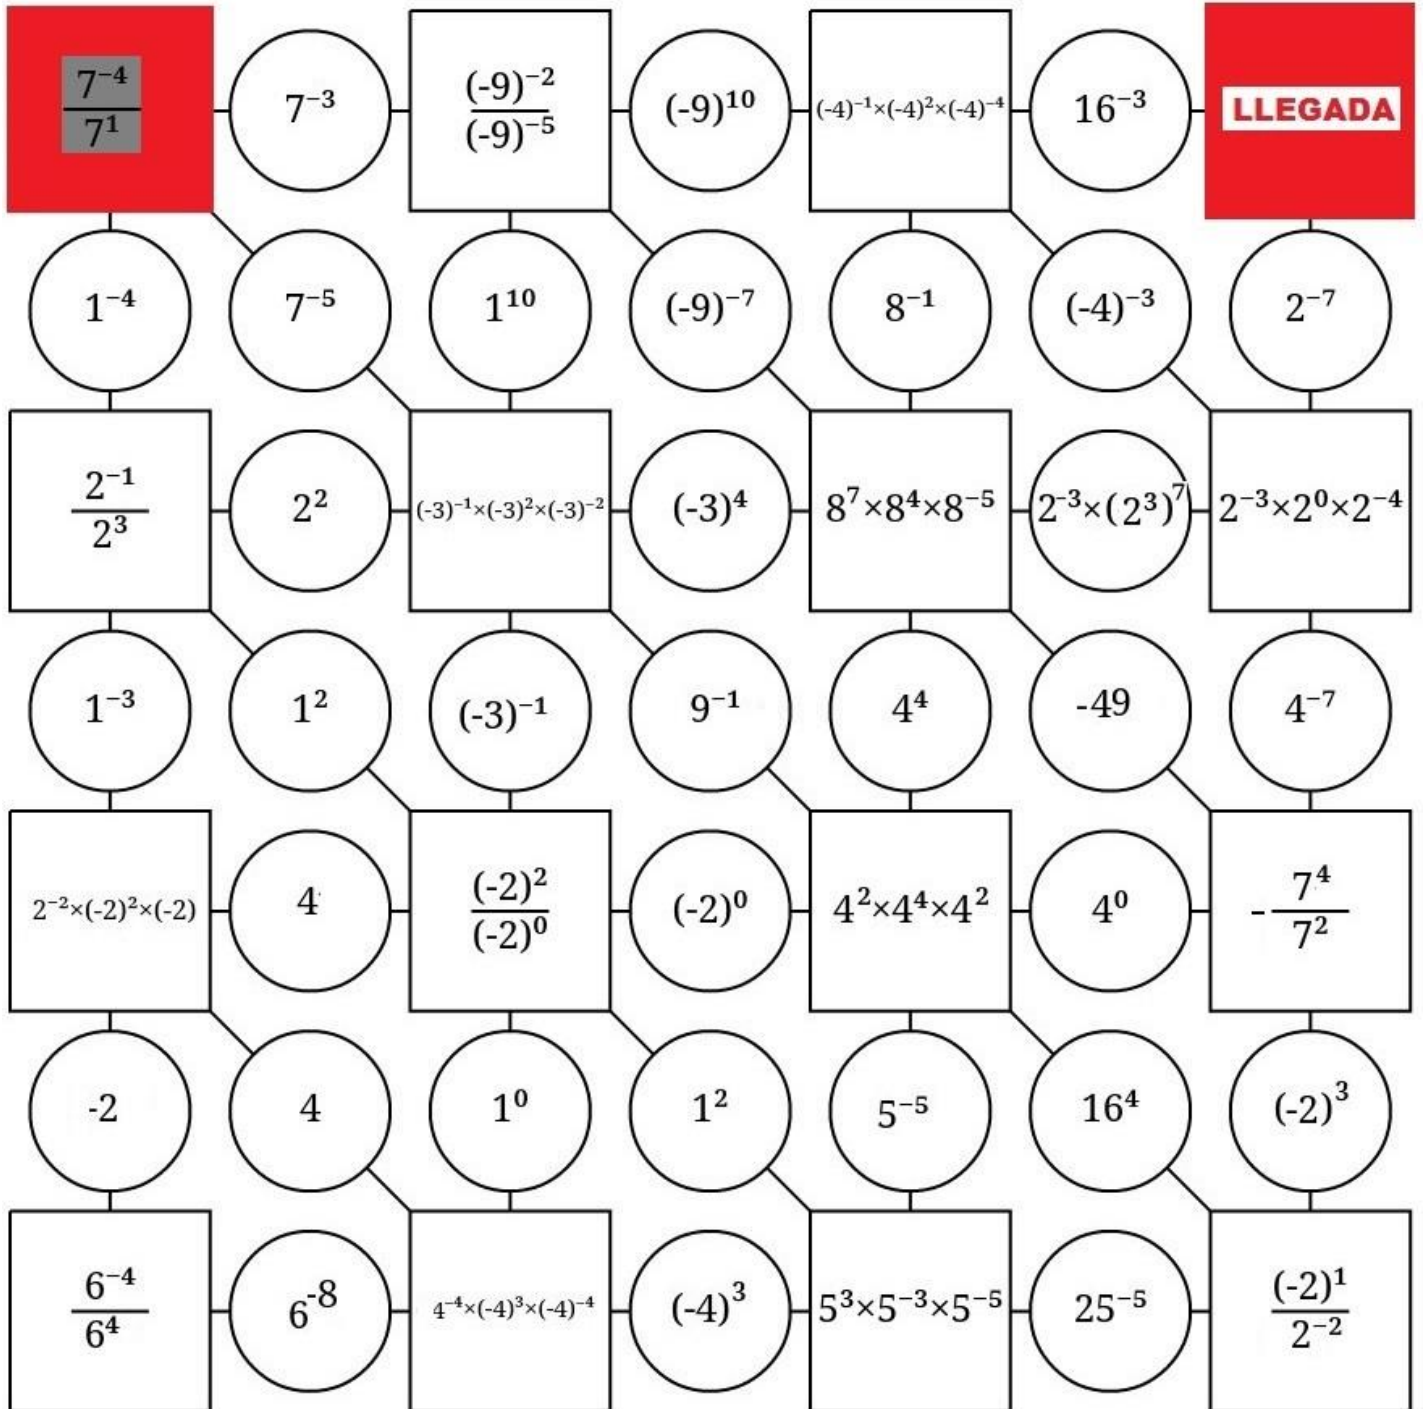 7⁻⁴/7¹ 7⁻³ (-9)⁻²/(-9)⁻⁵ (-9)¹⁰ (-4)⁻¹×(-4)²×(-4)⁻⁴ 16⁻³ LLEGADA
1⁻⁴ 7⁻⁵ 1¹⁰ (-9)⁻⁷ 8⁻¹ (-4)⁻³ 2⁻⁷
2⁻¹/2³ 2² (-3)⁻¹×(-3)²×(-3)⁻² (-3)⁴ 8⁷×8⁴×8⁻⁵ 2⁻³×(2³)⁷ 2⁻³×2⁰×2⁻⁴
1⁻³ 1² (-3)⁻¹ 9⁻¹ 4⁴ -49 4⁻⁷
2⁻²×(-2)²×(-2) 4 (-2)²/(-2)⁰ (-2)⁰ 4²×4⁴×4² 4⁰ -7⁴/7²
-2 4 1⁰ 1² 5⁻⁵ 16⁴ (-2)³
6⁻⁴/6⁴ 6⁻⁸ 4⁻⁴×(-4)³×(-4)⁻⁴ (-4)³ 5³×5⁻³×5⁻⁵ 25⁻⁵ (-2)¹/2⁻²